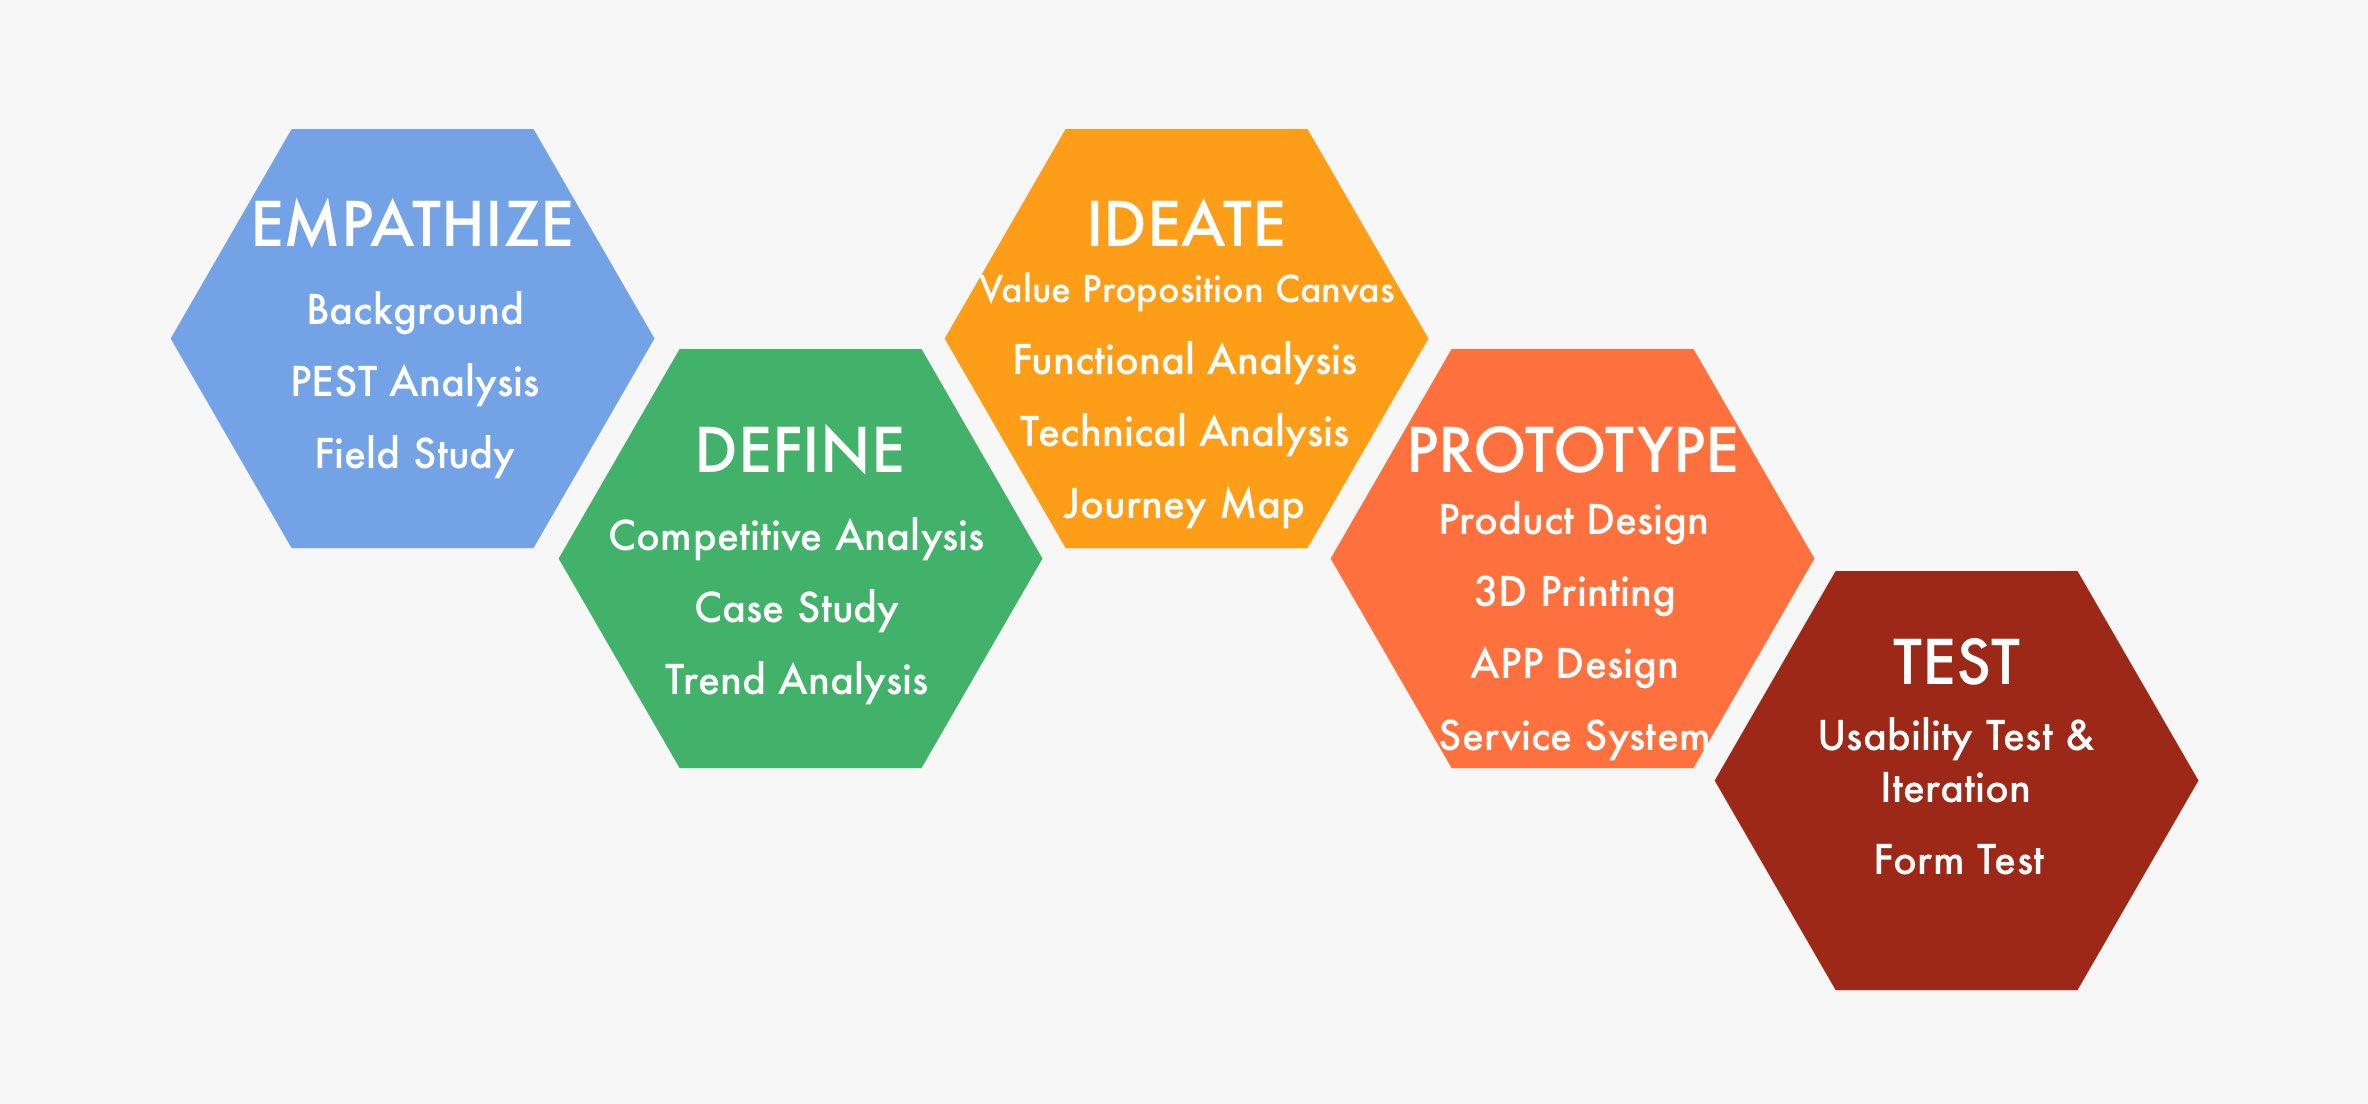 EMPATHIZE
Background
PEST Analysis
Field Study
DEFINE
Competitive Analysis
Case Study
Trend Analysis
IDEATE
Value Proposition Canvas
Functional Analysis
Technical Analysis
Journey Map
PROTOTYPE
Product Design
3D Printing
APP Design
Service System
TEST
Usability Test &
Iteration
Form Test